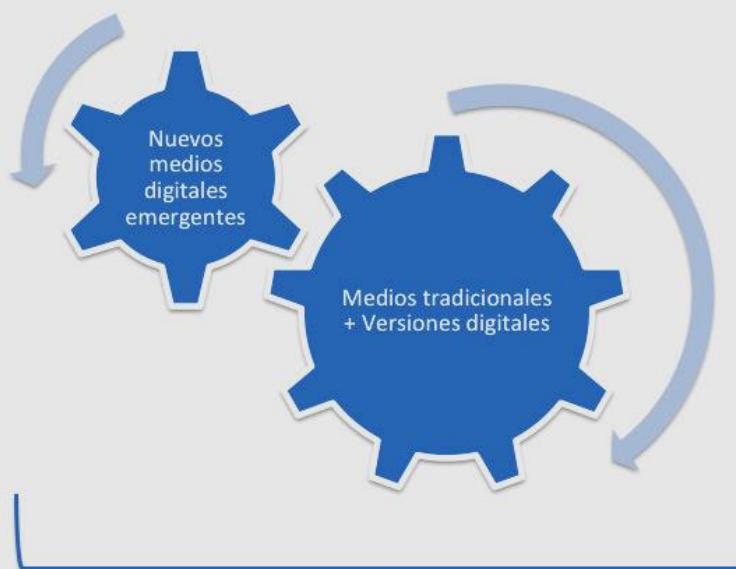 Nuevos
medios
digitales
emergentes
Medios tradicionales
+ Versiones digitales